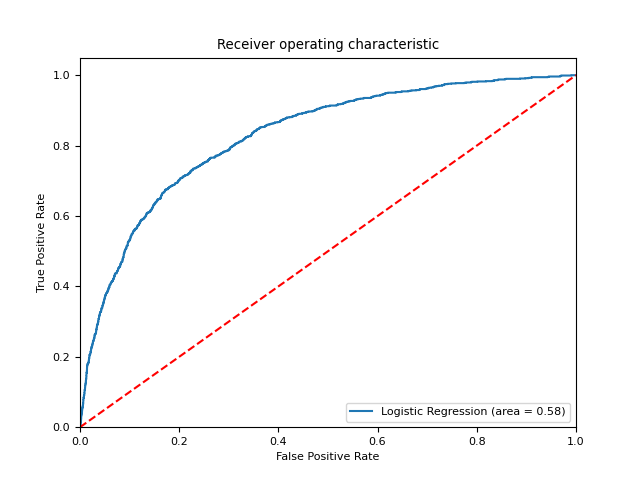 Receiver operating characteristic
1.0
0.8
0.6
0.4
0.2
0.0
True Positive Rate
Logistic Regression (area = 0.58)
0.0 0.2 0.4 0.6 0.8 1.0
False Positive Rate